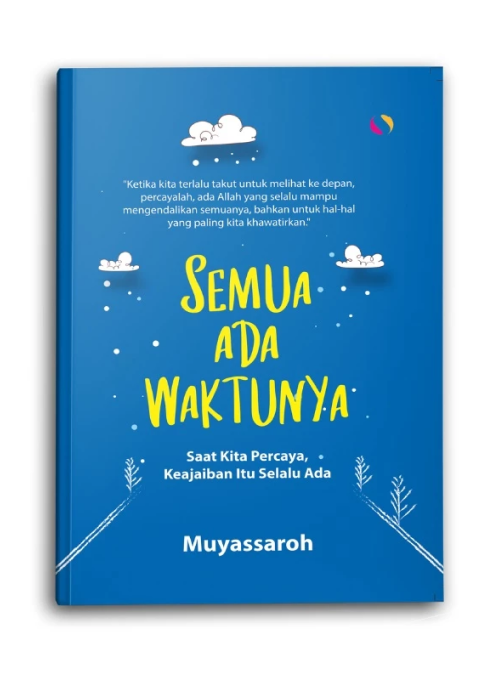 "Ketika kita terlalu takut untuk melihat ke depan,
percayalah, ada Allah yang selalu mampu
mengendalikan semuanya, bahkan untuk hal-hal
yang paling kita khawatirkan."
SEMUA
ADA
WAKTUNYA
Saat Kita Percaya,
Keajaiban Itu Selalu Ada
Muyassaroh